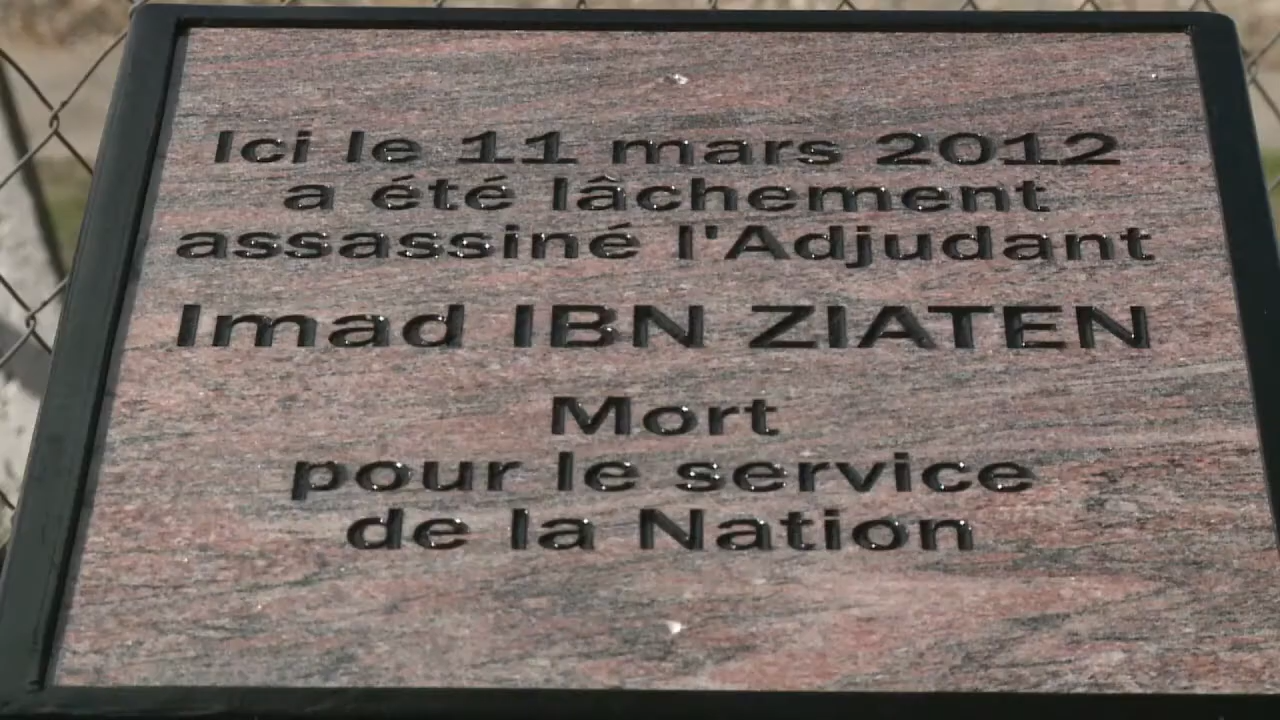 Ici le 11 mars 2012
a été lâchement
assassiné l'Adjudant
Imad IBN ZIATEN
Mort
pour le service
de la Nation